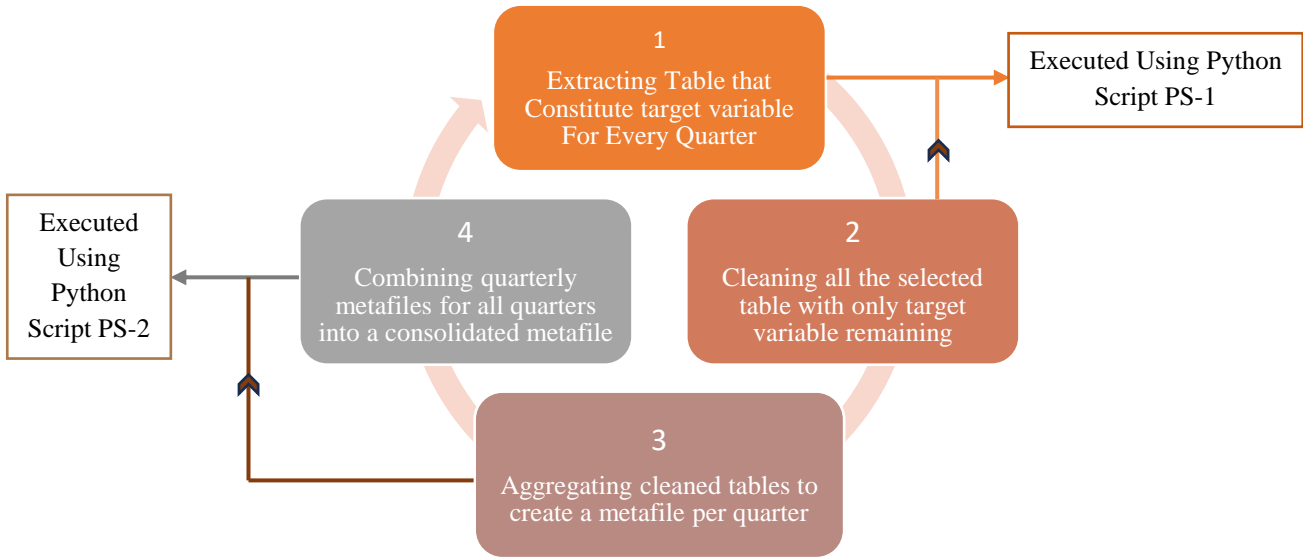 1
Extracting Table that
Constitute target variable
For Every Quarter
Executed Using Python
Script PS-1
2
Cleaning all the selected
table with only target
variable remaining
3
Aggregating cleaned tables to
create a metafile per quarter
4
Combining quarterly
metafiles for all quarters
into a consolidated metafile
Executed
Using
Python
Script PS-2